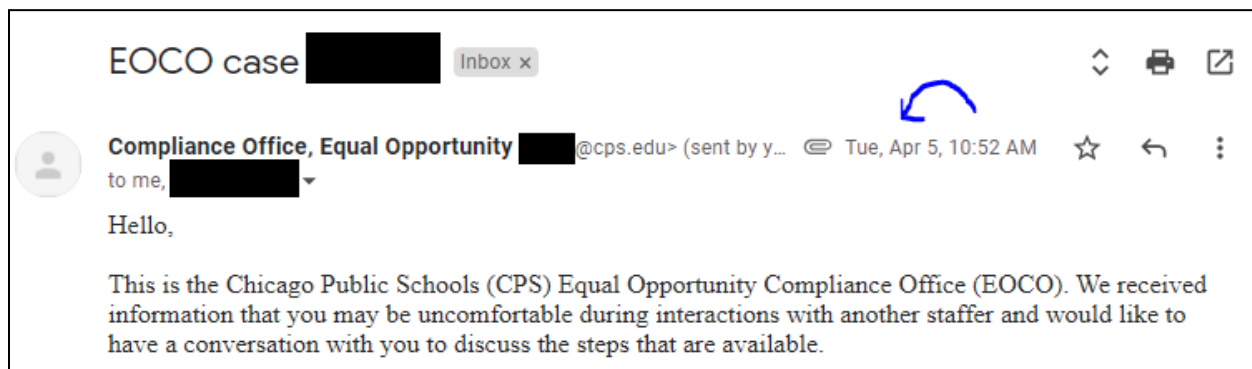 EOCO case Inbox x
Compliance Office, Equal Opportunity @cps.edu> (sent by y... Tue, Apr 5, 10:52 AM
to me,
Hello,
This is the Chicago Public Schools (CPS) Equal Opportunity Compliance Office (EOCO). We received
information that you may be uncomfortable during interactions with another staffer and would like to
have a conversation with you to discuss the steps that are available.